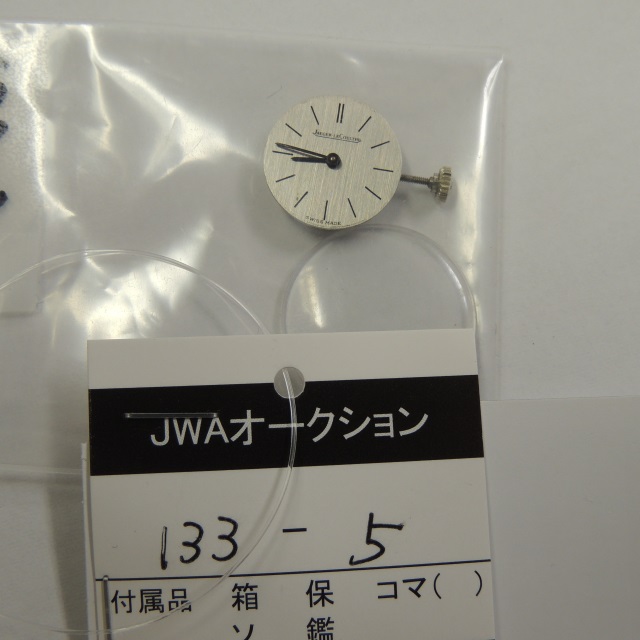 JAEGER-LECOULTRE
SWISS MADE
JWAオークション
133-5
付属品 箱 保 コマ( )
ソ 鑑